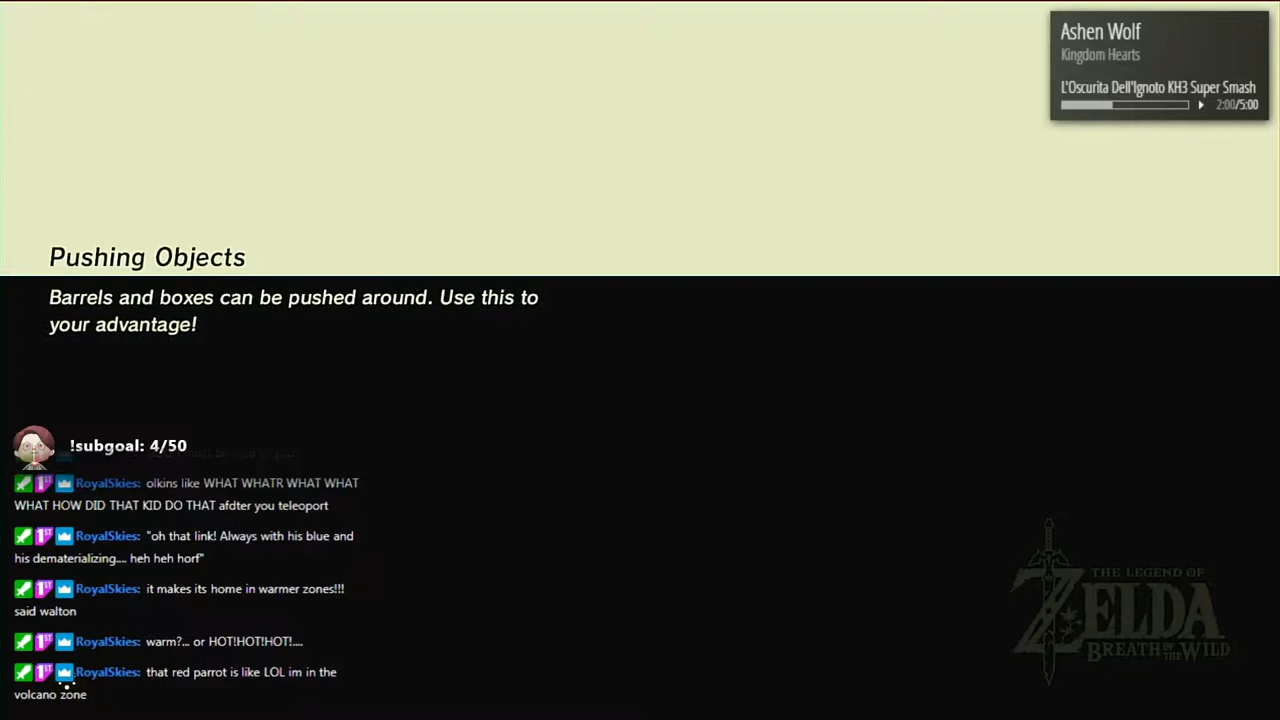 Ashen Wolf
Kingdom Hearts
L'Oscurita Dell'Ignoto KH3 Super Smash
2:00/5:00
Pushing Objects
Barrels and boxes can be pushed around. Use this to
your advantage!
!subgoal: 4/50
RoyalSkies: olkins like WHAT WHATR WHAT WHAT
WHAT HOW DID THAT KID DO THAT afdter you teleport
RoyalSkies: "oh that link! Always with his blue and
his dematerializing.... heh heh horf"
RoyalSkies: it makes its home in warmer zones!!!
said walton
RoyalSkies: warm?... or HOT!HOT!HOT!....
RoyalSkies: that red parrot is like LOL im in the
volcano zone
THE LEGEND OF
ZELDA
BREATH OF THE WILD